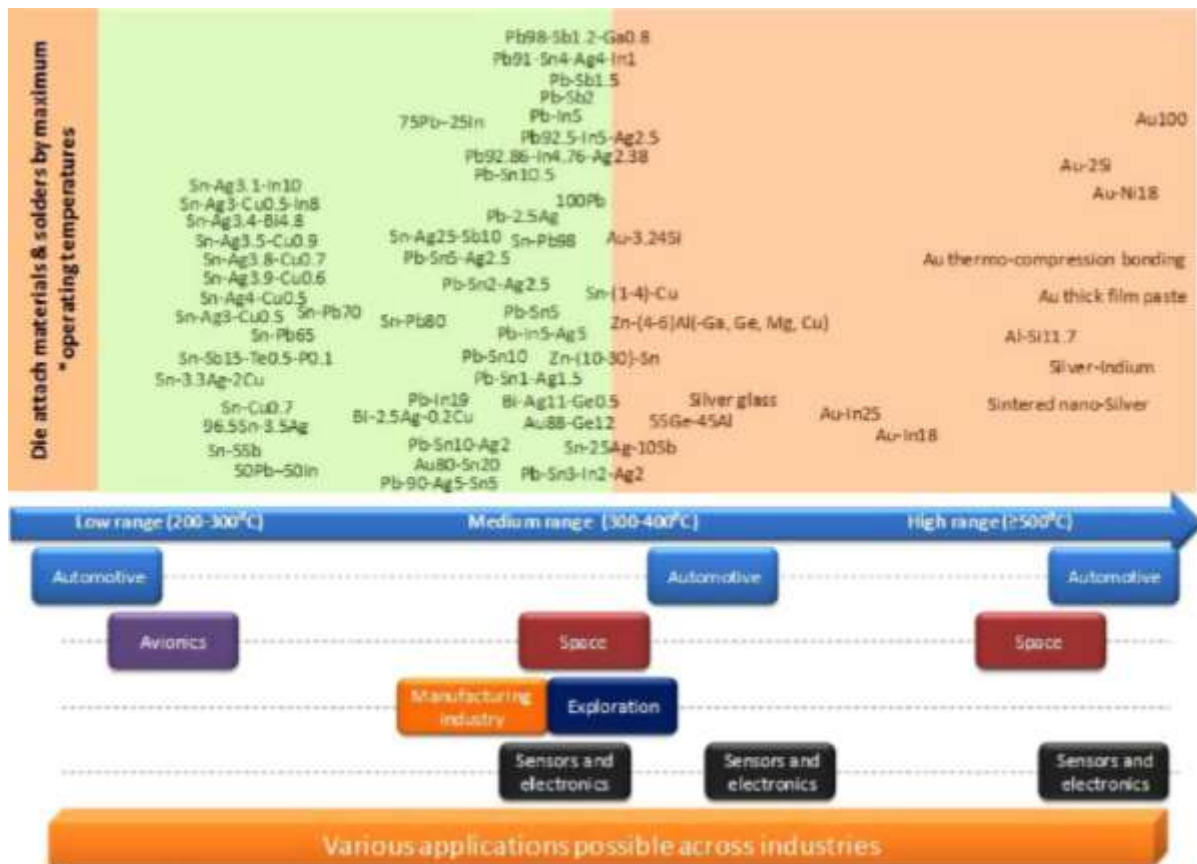 Die attach materials & solders by maximum
*operating temperatures
Pb98-Sb1.2-Ga0.8
Pb91-Sn4-Ag4-In1
Pb-Sb1.5
Pb-Sb2
75Pb-25In
Pb-In5
Au100
Pb92.5-In5-Ag2.5
Pb92.86-In4.76-Ag2.38
Au-2Si
Pb-Sn10.5
Sn-Ag3.1-In10
100Pb
Au-Ni18
Sn-Ag3-Cu0.5-In8
Sn-Ag3.4-Bi4.8
Pb-2.5Ag
Sn-Ag3.5-Cu0.9
Sn-Ag25-Sb10
Sn-Pb98
Au-3.24Si
Sn-Ag3.8-Cu0.7
Pb-Sn5-Ag2.5
Au thermo-compression bonding
Sn-Ag3.9-Cu0.6
Pb-Sn2-Ag2.5
Sn-Ag4-Cu0.5
Sn-(1-4)-Cu
Au thick film paste
Sn-Ag3-Cu0.5
Sn-Pb70
Sn-Pb80
Pb-Sn5
Zn-(4-6)Al(-Ga, Ge, Mg, Cu)
Sn-Pb65
Pb-In5-Ag5
Al-Si11.7
Sn-Sb15-Te0.5-P0.1
Pb-Sn10
Zn-(10-30)-Sn
Silver-Indium
Sn-3.3Ag-2Cu
Pb-Sn1-Ag1.5
Sn-Cu0.7
Pb-In19
Bi-Ag11-Ge0.5
Silver glass
Sintered nano-Silver
96.5Sn-3.5Ag
Bi-2.5Ag-0.2Cu
Au88-Ge12
55Ge-45Al
Au-In25
Au-In18
Sn-5Sb
Pb-Sn10-Ag2
Sn-25Ag-10Sb
50Pb-50In
Au80-Sn20
Pb-Sn3-In2-Ag2
Pb-90-Ag5-Sn5
Low range (200-300°C)
Medium range (300-400°C)
High range (≥500°C)
Automotive
Automotive
Automotive
Avionics
Space
Space
Manufacturing
industry
Exploration
Sensors and
electronics
Sensors and
electronics
Sensors and
electronics
Various applications possible across industries